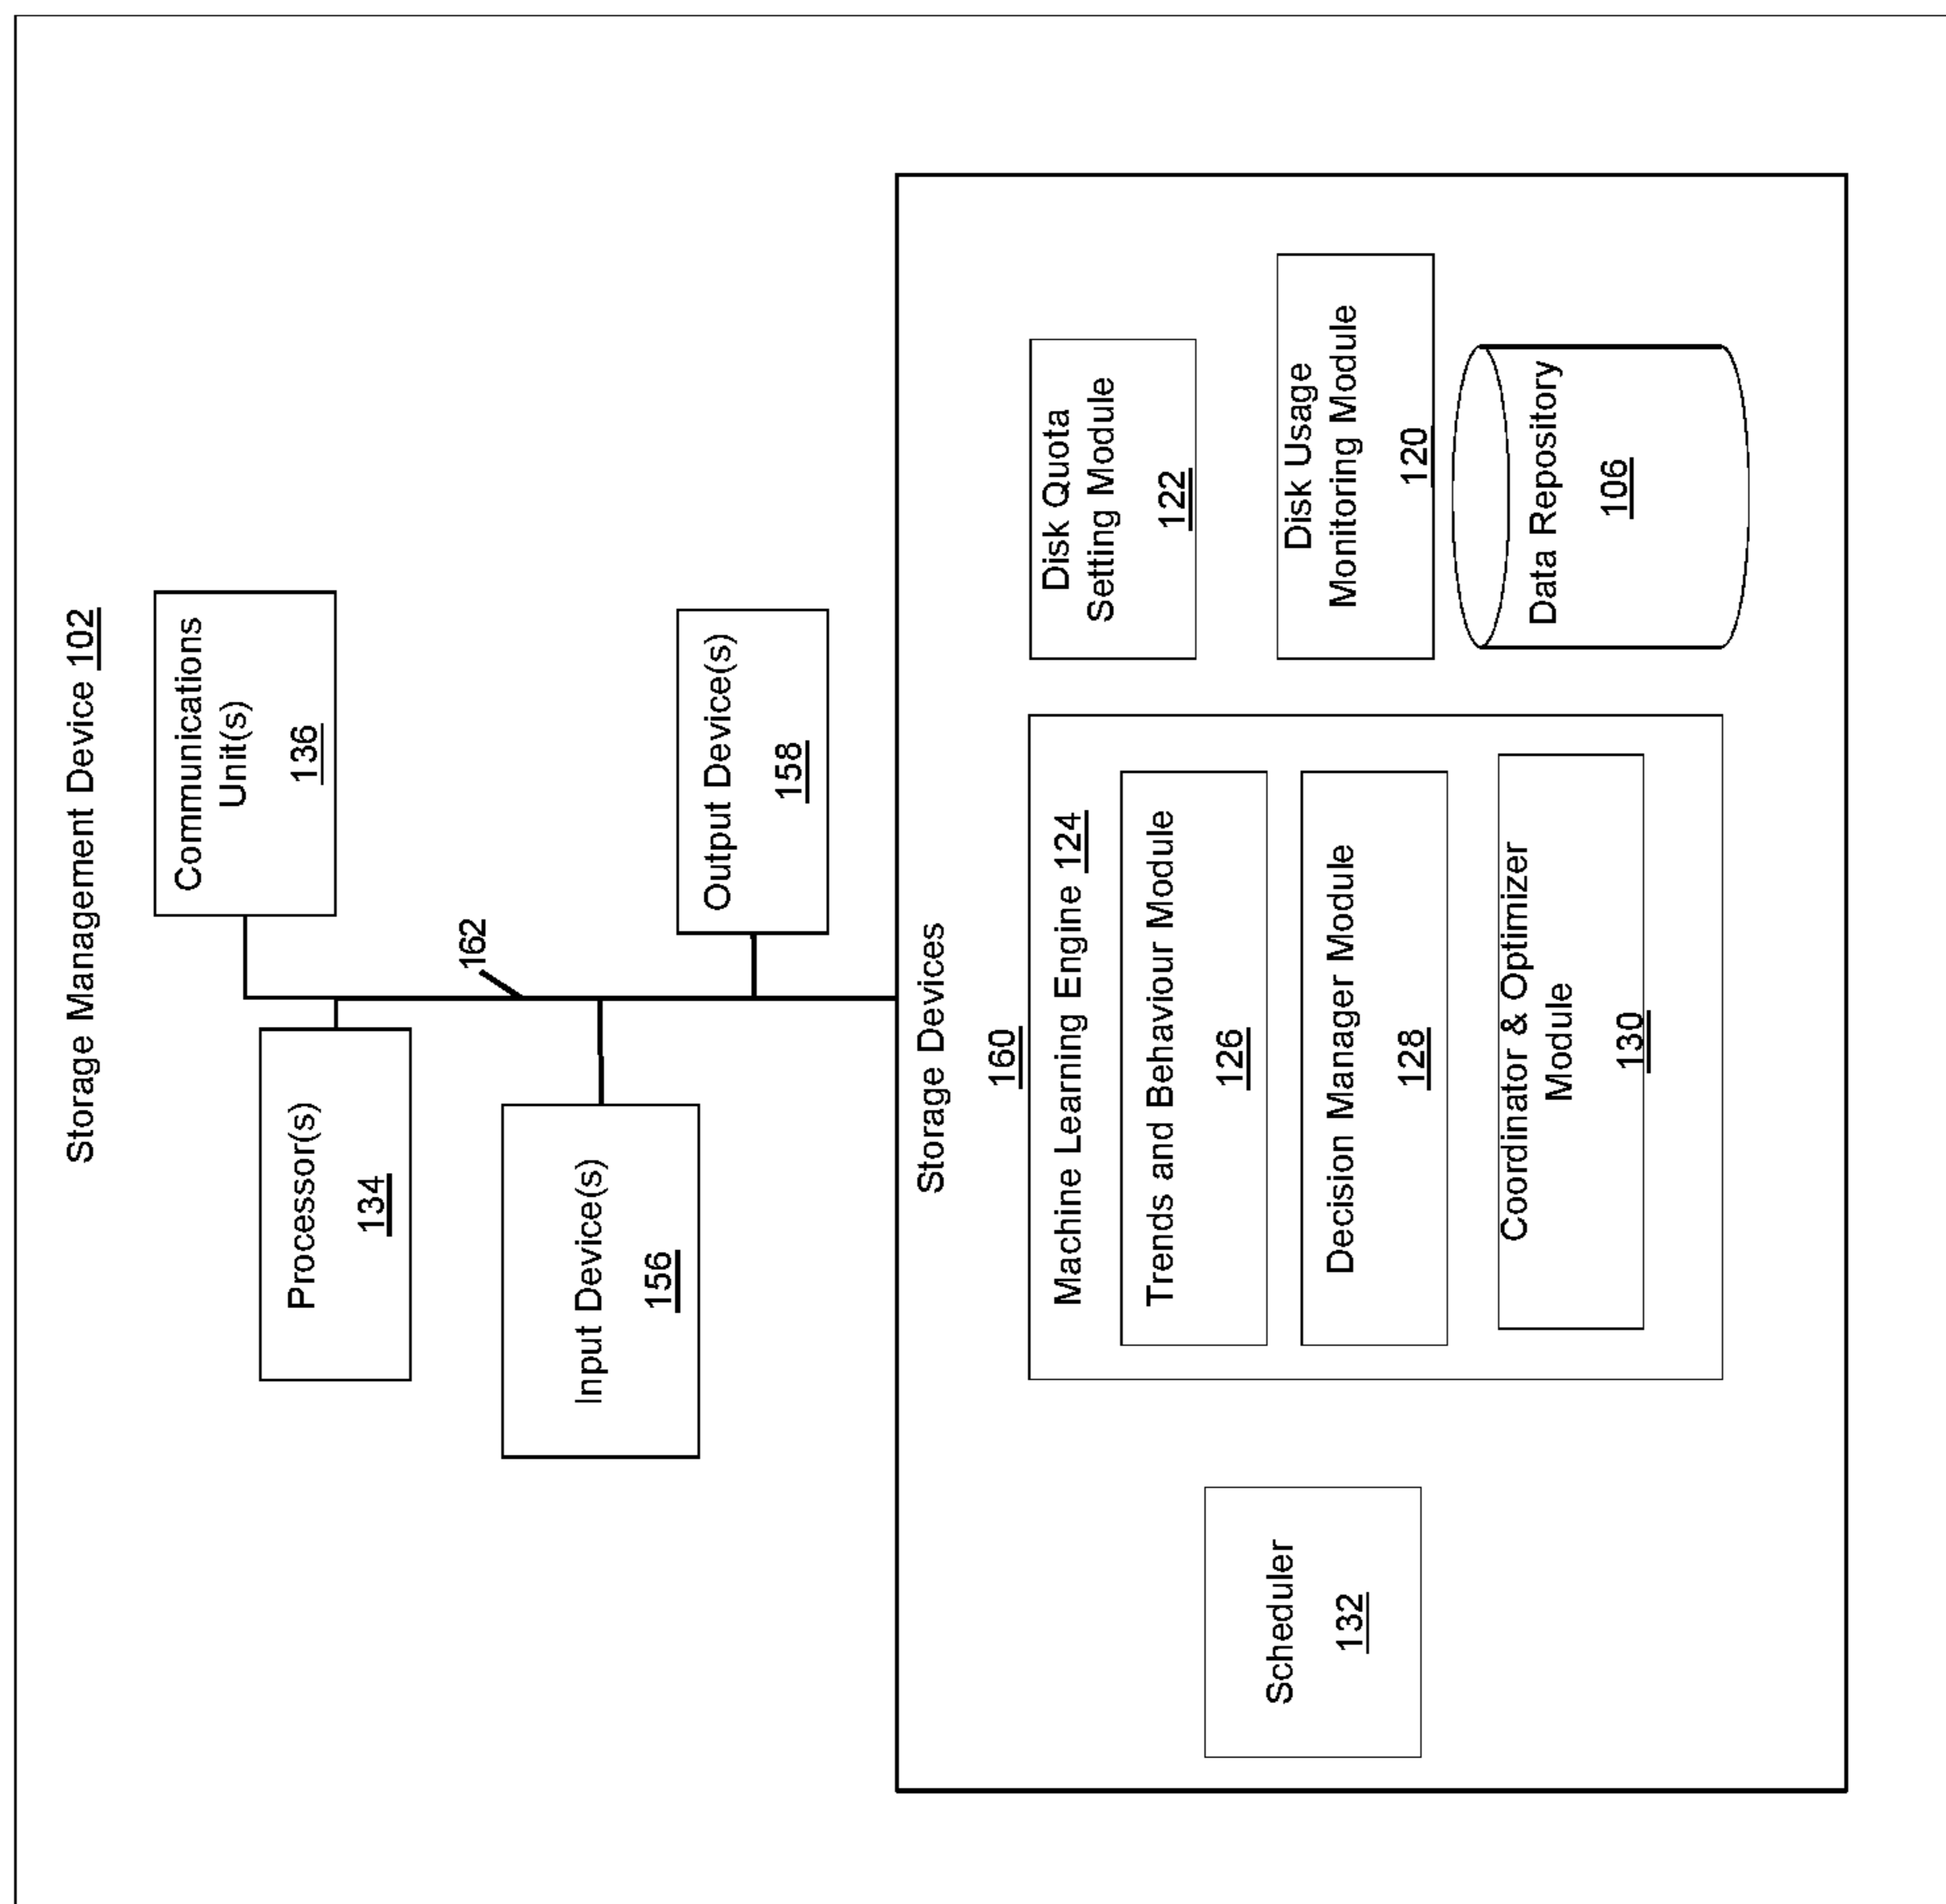 Storage Management Device 102
Processor(s)
134
Communications
Unit(s)
136
162
Input Device(s)
156
Output Device(s)
158
Storage Devices
160
Scheduler
132
Machine Learning Engine 124
Trends and Behaviour Module
126
Decision Manager Module
128
Coordinator & Optimizer
Module
130
Disk Quota
Setting Module
122
Disk Usage
Monitoring Module
120
Data Repository
106